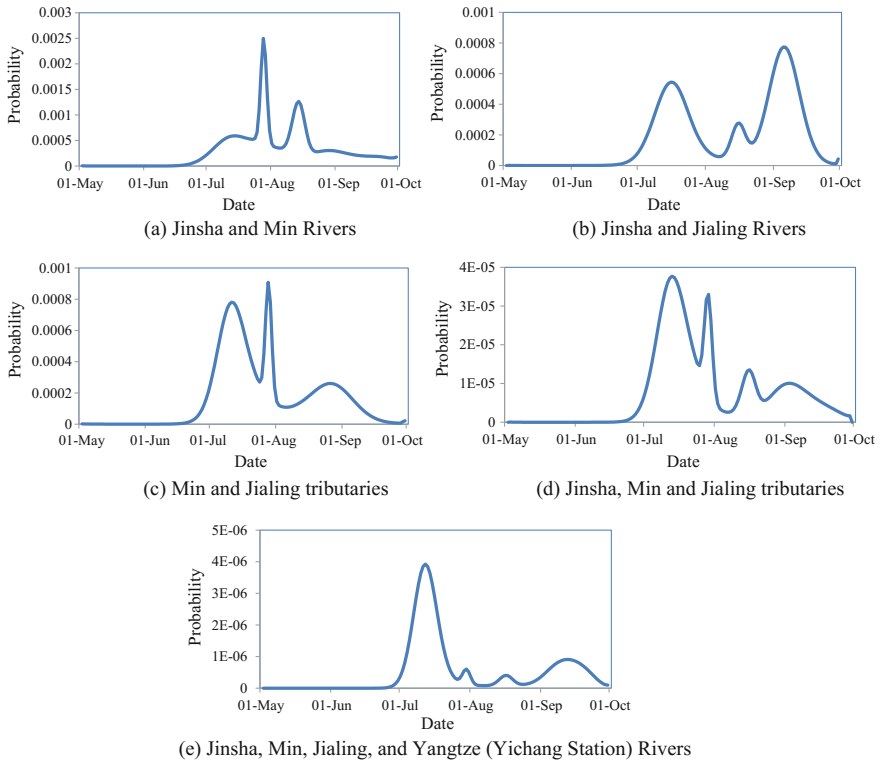 0.003
0.0025
0.002
0.0015
0.001
0.0005
0
Probability
01-May 01-Jun 01-Jul 01-Aug 01-Sep 01-Oct
Date
(a) Jinsha and Min Rivers
0.001
0.0008
0.0006
0.0004
0.0002
0
Probability
01-May 01-Jun 01-Jul 01-Aug 01-Sep 01-Oct
Date
(b) Jinsha and Jialing Rivers
0.001
0.0008
0.0006
0.0004
0.0002
0
Probability
01-May 01-Jun 01-Jul 01-Aug 01-Sep 01-Oct
Date
(c) Min and Jialing tributaries
4E-05
3E-05
2E-05
1E-05
0
Probability
01-May 01-Jun 01-Jul 01-Aug 01-Sep 01-Oct
Date
(d) Jinsha, Min and Jialing tributaries
5E-06
4E-06
3E-06
2E-06
1E-06
0
Probability
01-May 01-Jun 01-Jul 01-Aug 01-Sep 01-Oct
Date
(e) Jinsha, Min, Jialing, and Yangtze (Yichang Station) Rivers